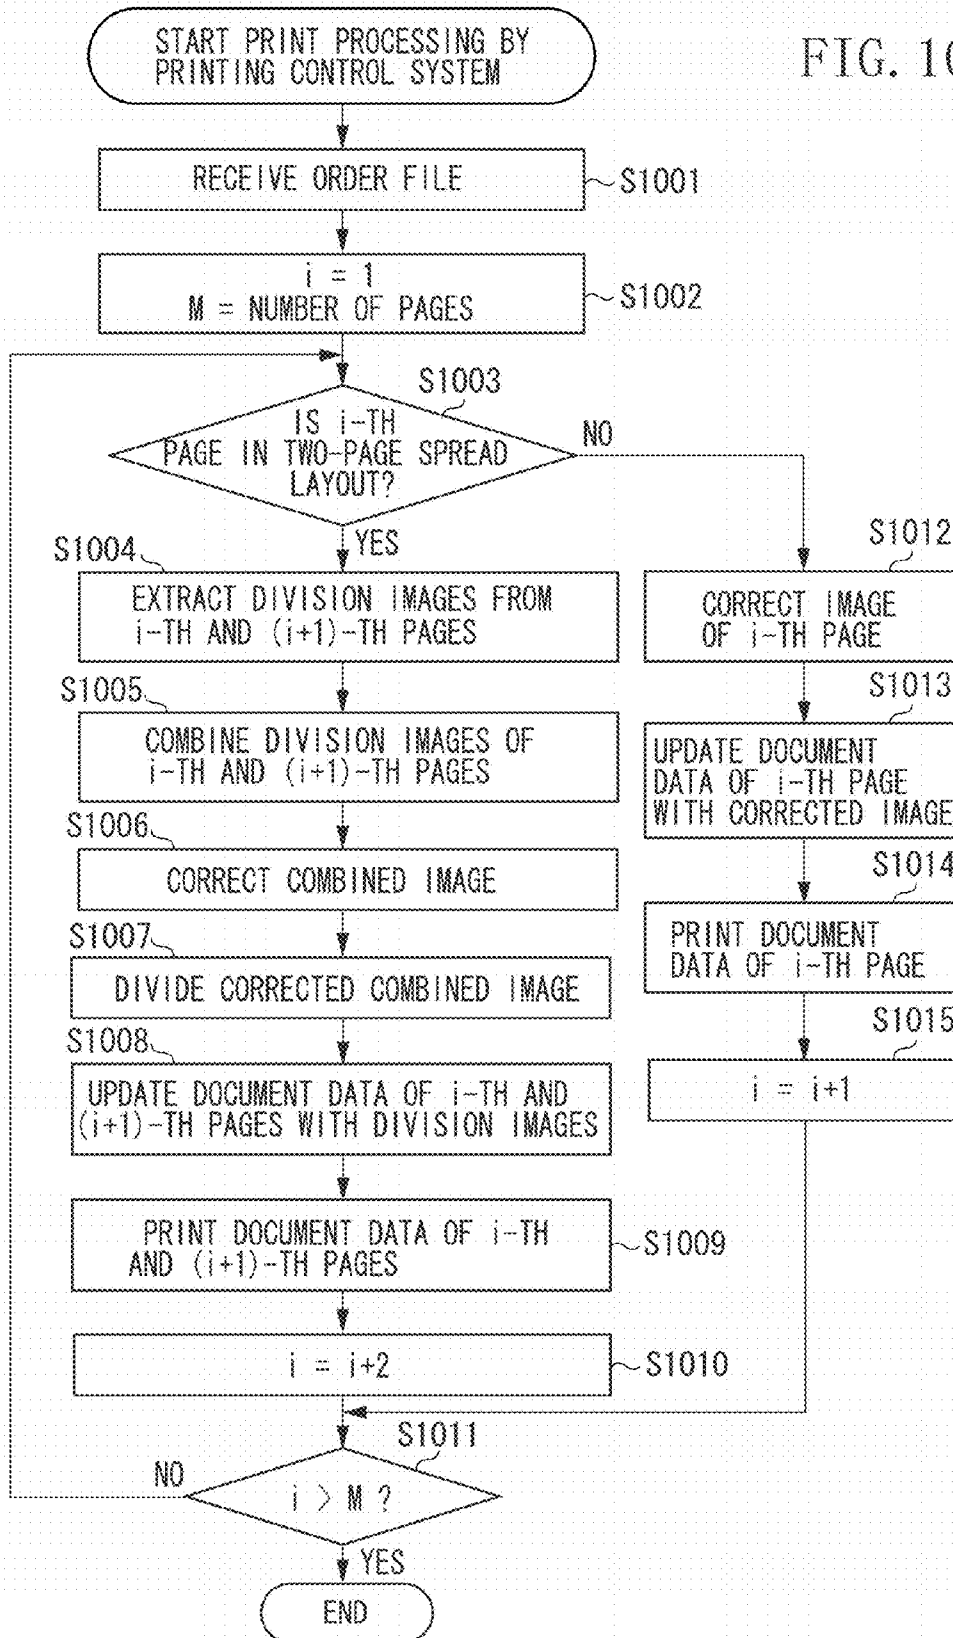 START PRINT PROCESSING BY
PRINTING CONTROL SYSTEM
FIG. 10
RECEIVE ORDER FILE
S1001
i = 1
M = NUMBER OF PAGES
S1002
S1003
IS i-TH
PAGE IN TWO-PAGE SPREAD
LAYOUT?
NO
YES
S1004
EXTRACT DIVISION IMAGES FROM
i-TH AND (i+1)-TH PAGES
S1005
COMBINE DIVISION IMAGES OF
i-TH AND (i+1)-TH PAGES
S1006
CORRECT COMBINED IMAGE
S1007
DIVIDE CORRECTED COMBINED IMAGE
S1008
UPDATE DOCUMENT DATA OF i-TH AND
(i+1)-TH PAGES WITH DIVISION IMAGES
PRINT DOCUMENT DATA OF i-TH
AND (i+1)-TH PAGES
S1009
i = i+2
S1010
S1012
CORRECT IMAGE
OF i-TH PAGE
S1013
UPDATE DOCUMENT
DATA OF i-TH PAGE
WITH CORRECTED IMAGE
S1014
PRINT DOCUMENT
DATA OF i-TH PAGE
S1015
i = i+1
S1011
i > M ?
NO
YES
END